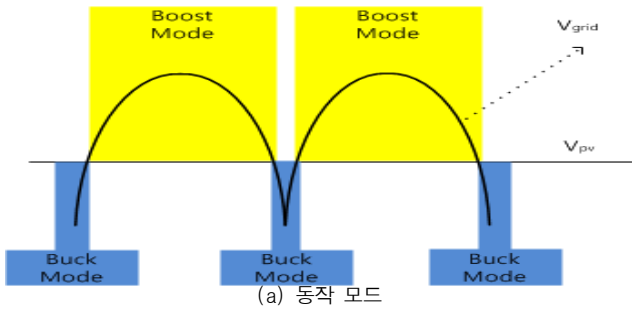 Boost
Mode
Boost
Mode
Vgrid
Vpv
Buck
Mode
Buck
Mode
Buck
Mode
(a) 동작 모드